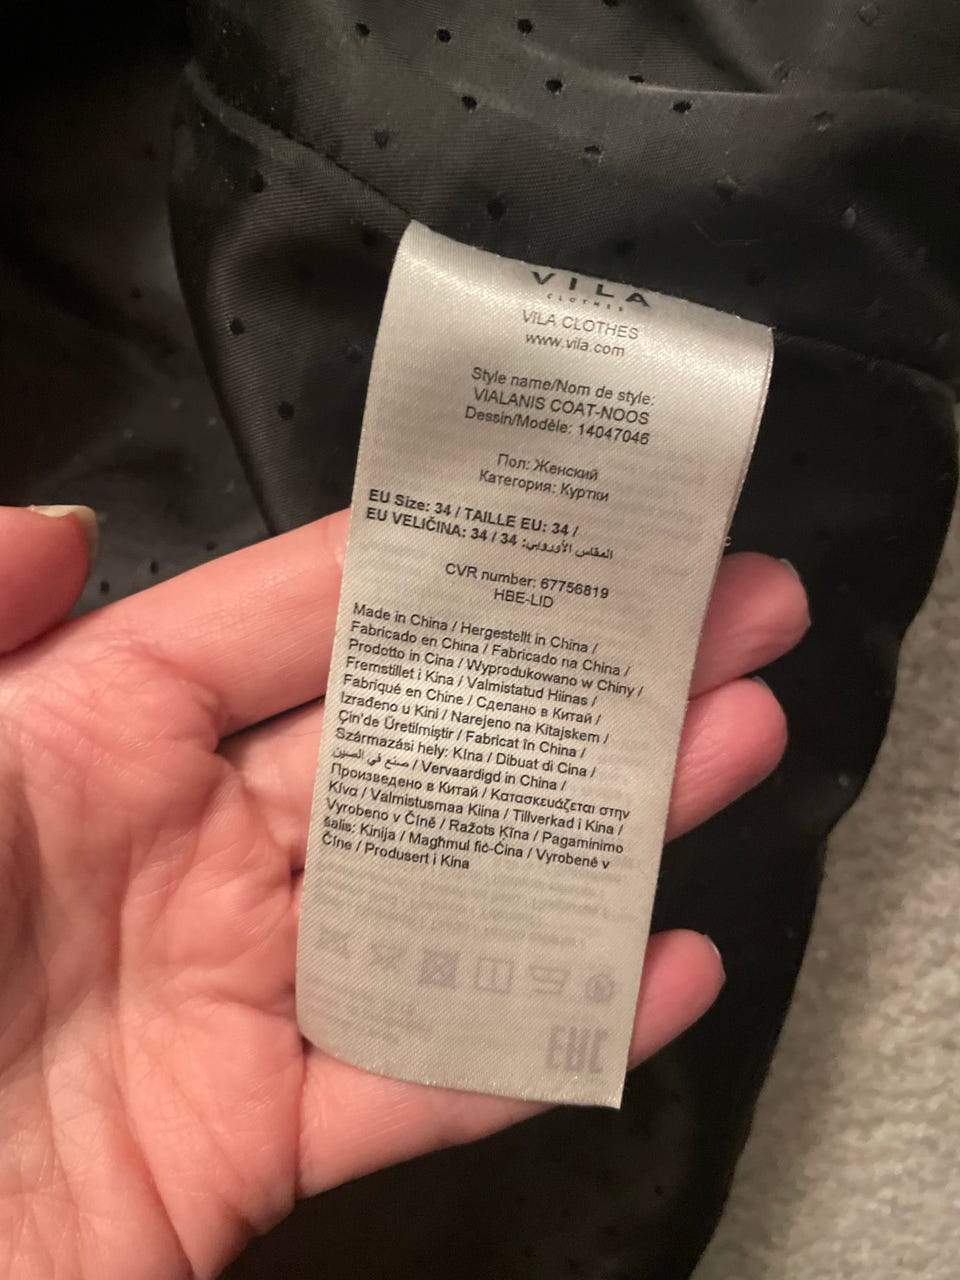 VILA
CLOTHES
VILA CLOTHES
www.vila.com
Style name/Nom de style:
VIALANIS COAT-NOOS
Dessin/Modèle: 14047046
Пол: Женский
Категория: Куртки
EU Size: 34 / TAILLE EU: 34 /
EU VELIČINA: 34 / 34 :المقاس الأوروبي
CVR number: 67756819
HBE-LID
Made in China / Hergestellt in China /
Fabricado en China / Fabricado na China /
Prodotto in Cina / Wyprodukowano w Chiny /
Fremstillet i Kina / Valmistatud Hiinas /
Fabriqué en Chine / Сделано в Китай /
Izrađeno u Kini / Narejeno na Kitajskem /
Çin'de Üretilmiştir / Fabricat în China /
Származási hely: KIna / Dibuat di Cina /
صنع في الصين / Vervaardigd in China /
Произведено в Китай / Κατασκευάζεται στην
Κίνα / Valmistusmaa Kiina / Tillverkad i Kina /
Vyrobeno v Číně / Ražots Ķīna / Pagaminimo
šalis: Kinija / Magħmul fiċ-Ċina / Vyrobené v
Číne / Produsert i Kina